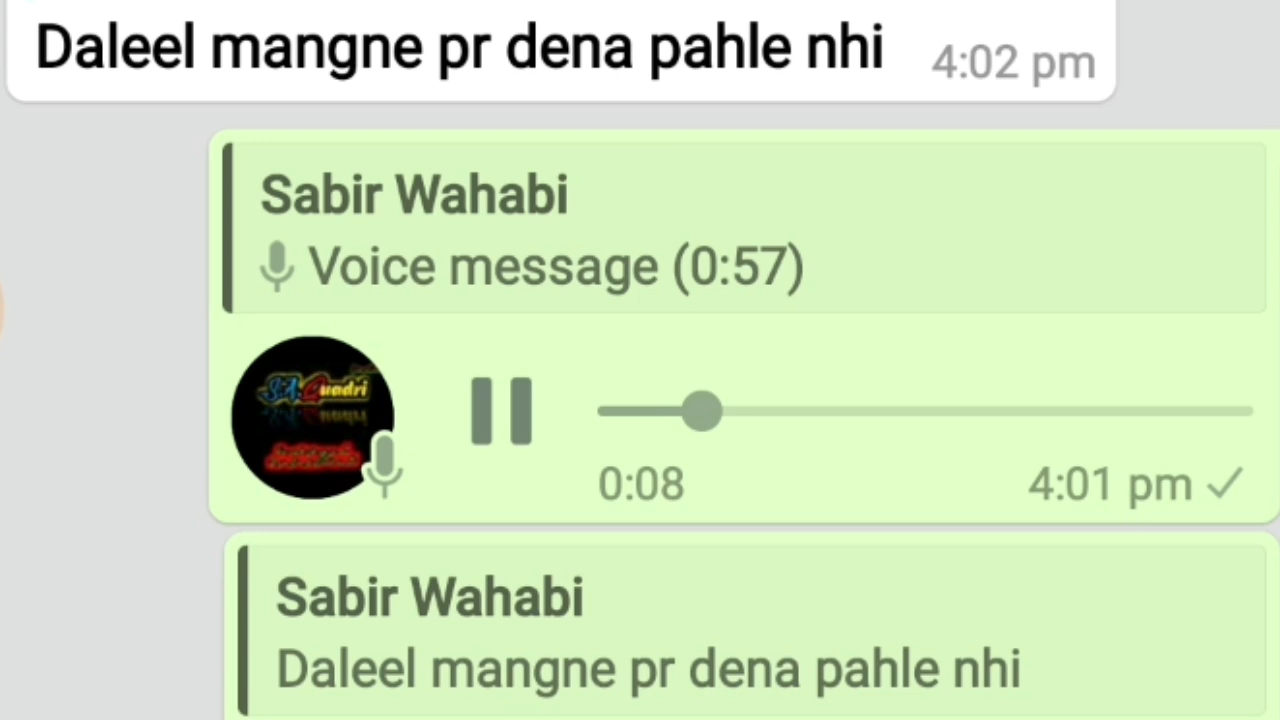 Daleel mangne pr dena pahle nhi 4:02 pm
Sabir Wahabi
Voice message (0:57)
S.A.Quadri
0:08 4:01 pm
Sabir Wahabi
Daleel mangne pr dena pahle nhi